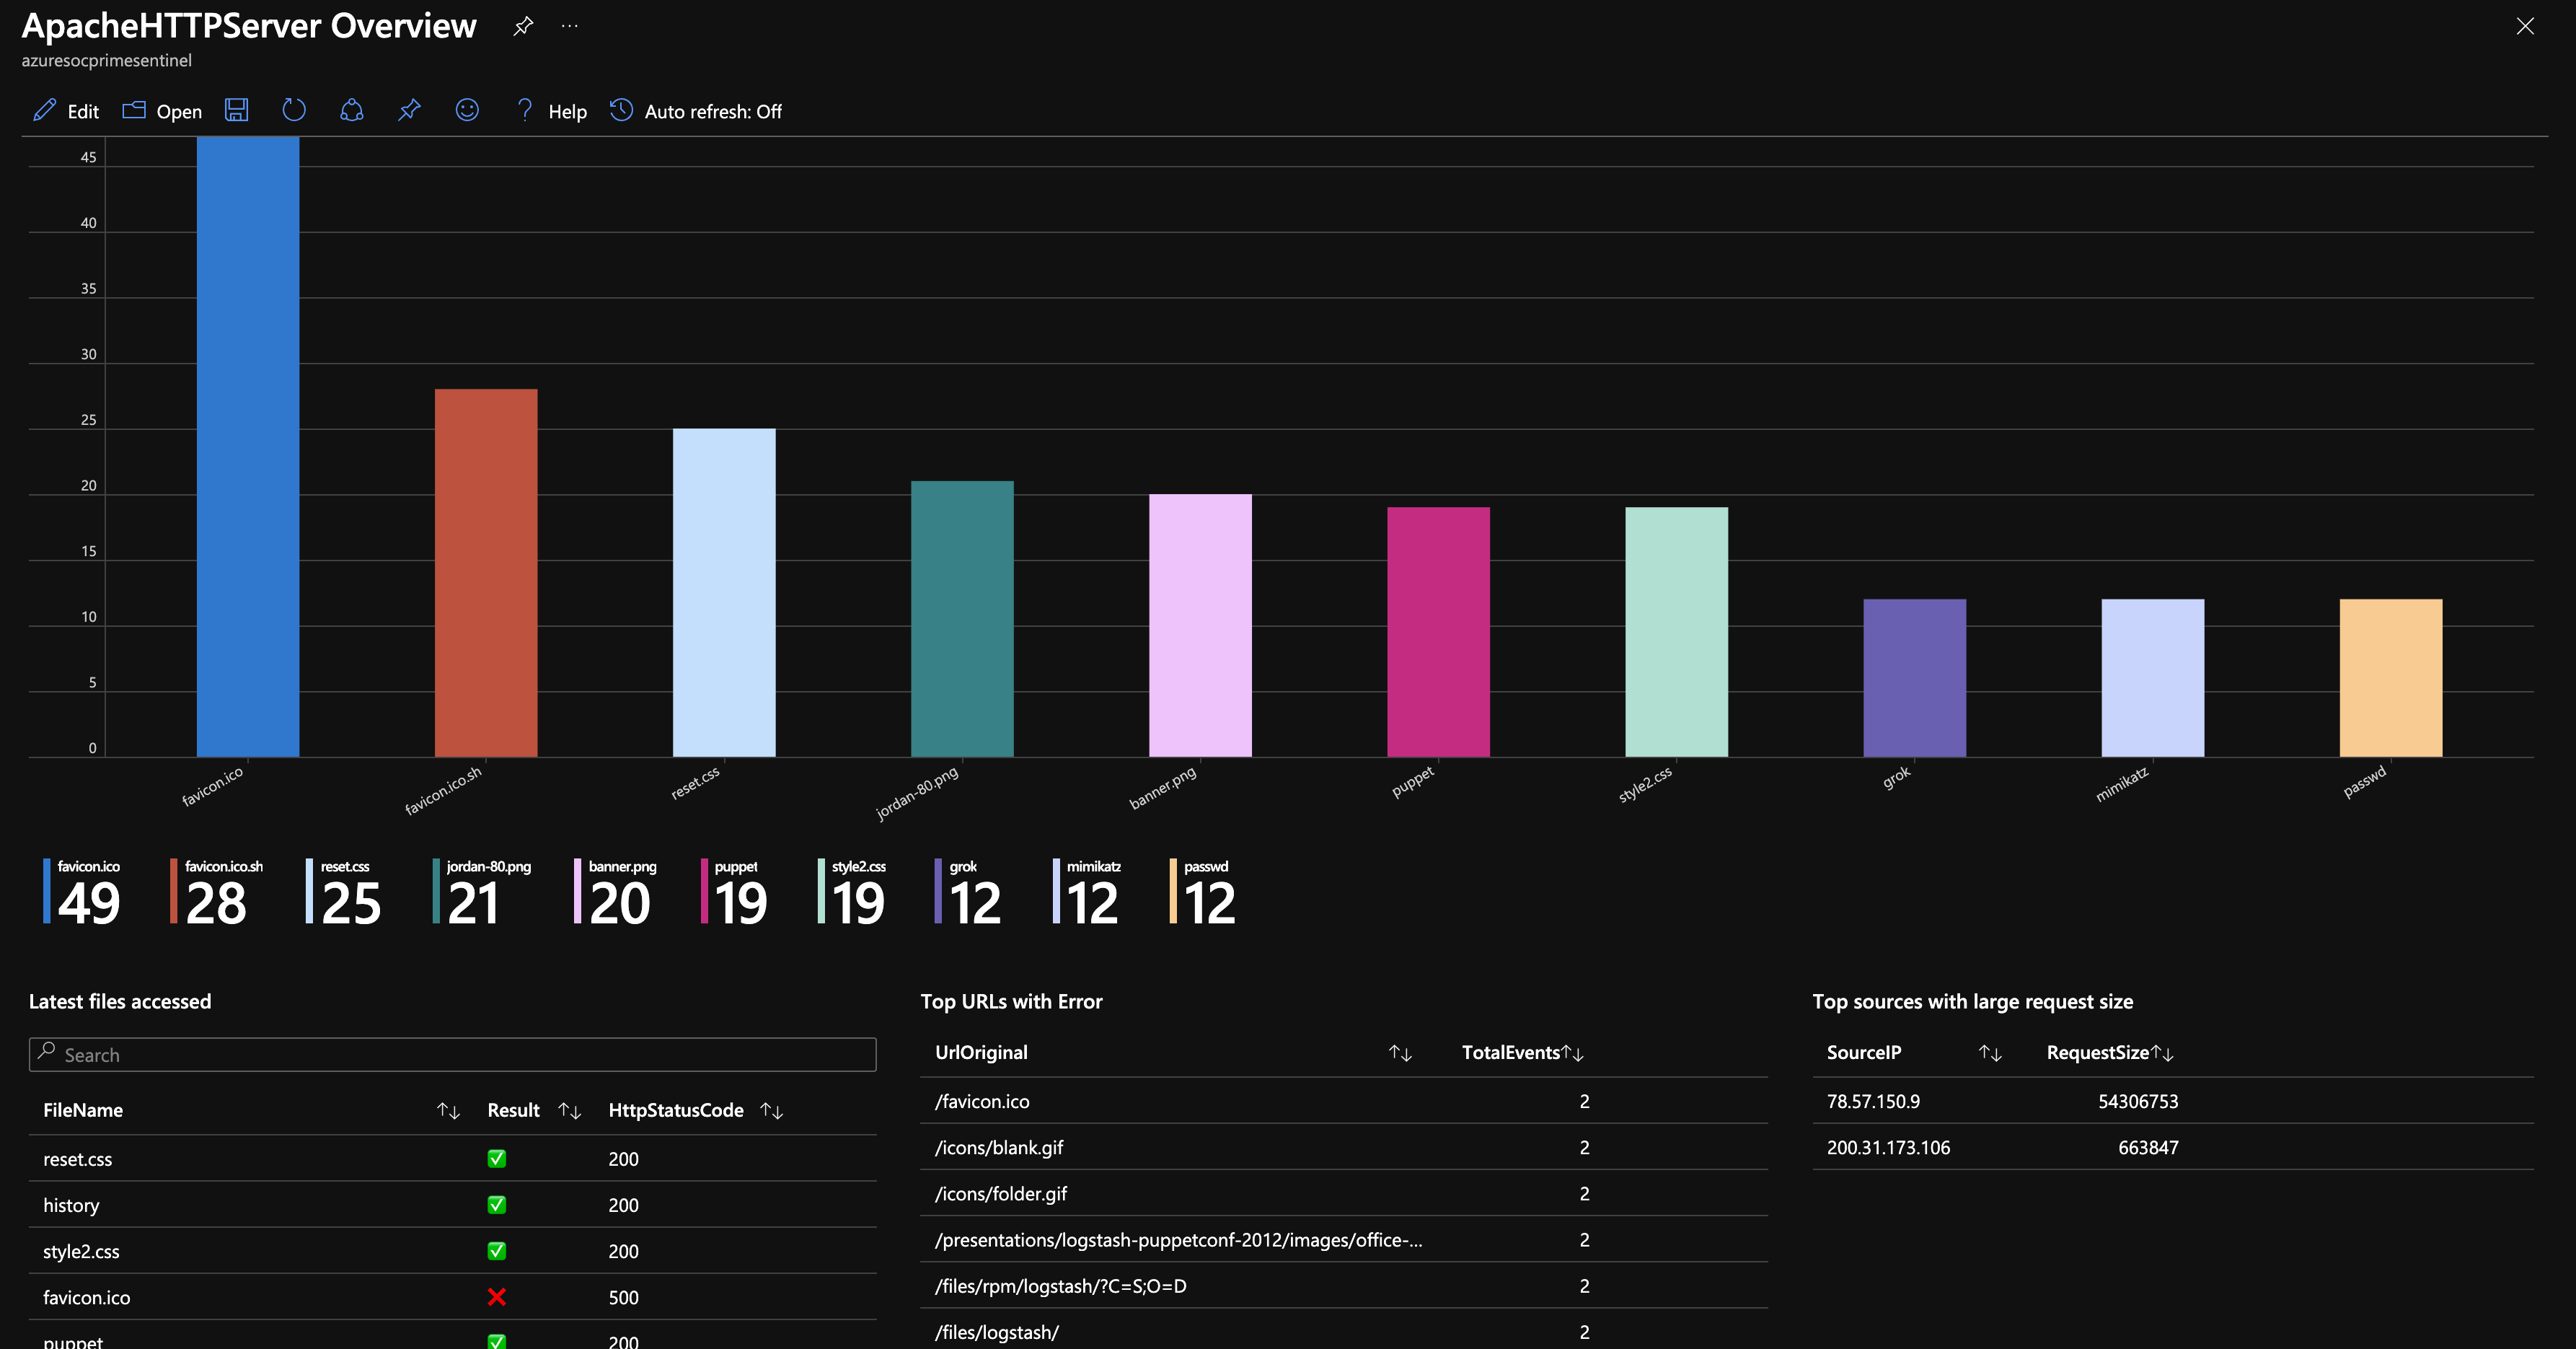 ApacheHTTPServer Overview
azuresocprimesentinel
Edit Open Help Auto refresh: Off
45
40
35
30
25
20
15
10
5
0
favicon.ico favicon.ico.sh reset.css jordan-80.png banner.png puppet style2.css grok mimikatz passwd
favicon.ico favicon.ico.sh reset.css jordan-80.png banner.png puppet style2.css grok mimikatz passwd
49 28 25 21 20 19 19 12 12 12
Latest files accessed
Search
FileName Result HttpStatusCode
reset.css 200
history 200
style2.css 200
favicon.ico 500
puppet 200
Top URLs with Error
UrlOriginal TotalEvents
/favicon.ico 2
/icons/blank.gif 2
/icons/folder.gif 2
/presentations/logstash-puppetconf-2012/images/office-... 2
/files/rpm/logstash/?C=S;O=D 2
/files/logstash/ 2
Top sources with large request size
SourceIP RequestSize
78.57.150.9 54306753
200.31.173.106 663847